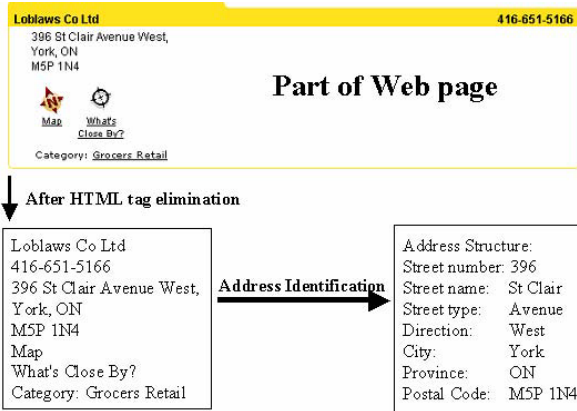 Loblaws Co Ltd 416-651-5166
396 St Clair Avenue West,
York, ON
M5P 1N4
Part of Web page
N
Map What's
Close By?
Category: Grocers Retail
After HTML tag elimination
Loblaws Co Ltd
416-651-5166
396 St Clair Avenue West,
York, ON
M5P 1N4
Map
What's Close By?
Category: Grocers Retail
Address Identification
Address Structure:
Street number: 396
Street name: St Clair
Street type: Avenue
Direction: West
City: York
Province: ON
Postal Code: M5P 1N4